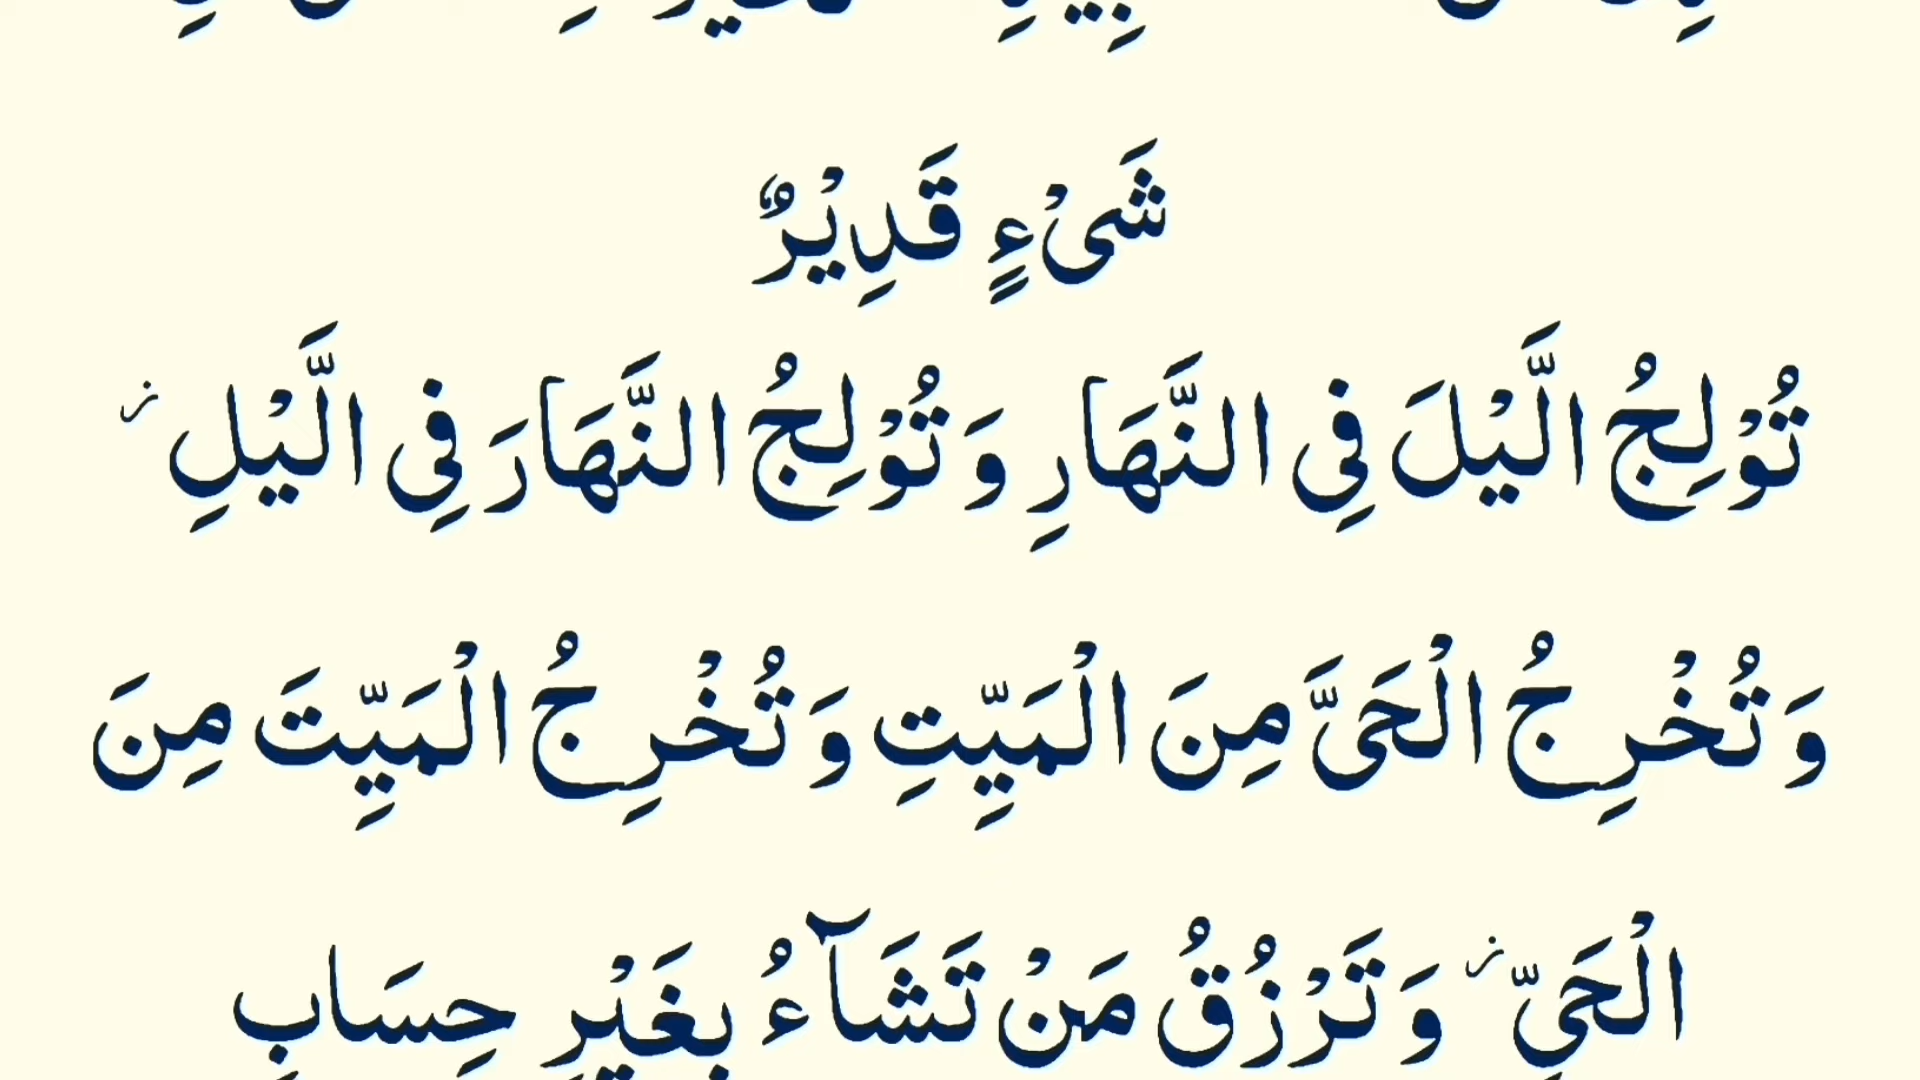 شَىْءٍ قَدِيْرٌ
تُوْلِجُ الَّيْلَ فِى النَّهَارِ وَتُوْلِجُ النَّهَارَ فِى الَّيْلِ ز
وَتُخْرِجُ الْحَىَّ مِنَ الْمَيِّتِ وَتُخْرِجُ الْمَيِّتَ مِنَ
الْحَىِّ ز وَتَرْزُقُ مَنْ تَشَآءُ بِغَيْرِ حِسَابٍ